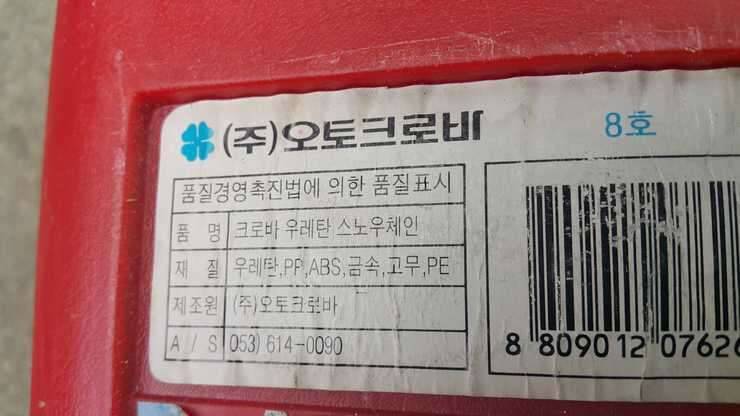 (주)오토크로바
8호
품질경영촉진법에 의한 품질표시
품 명 크로바 우레탄 스노우체인
재 질 우레탄,PP,ABS,금속,고무,PE
제조원 (주)오토크로바
A / S 053) 614-0090
8 809012 07626